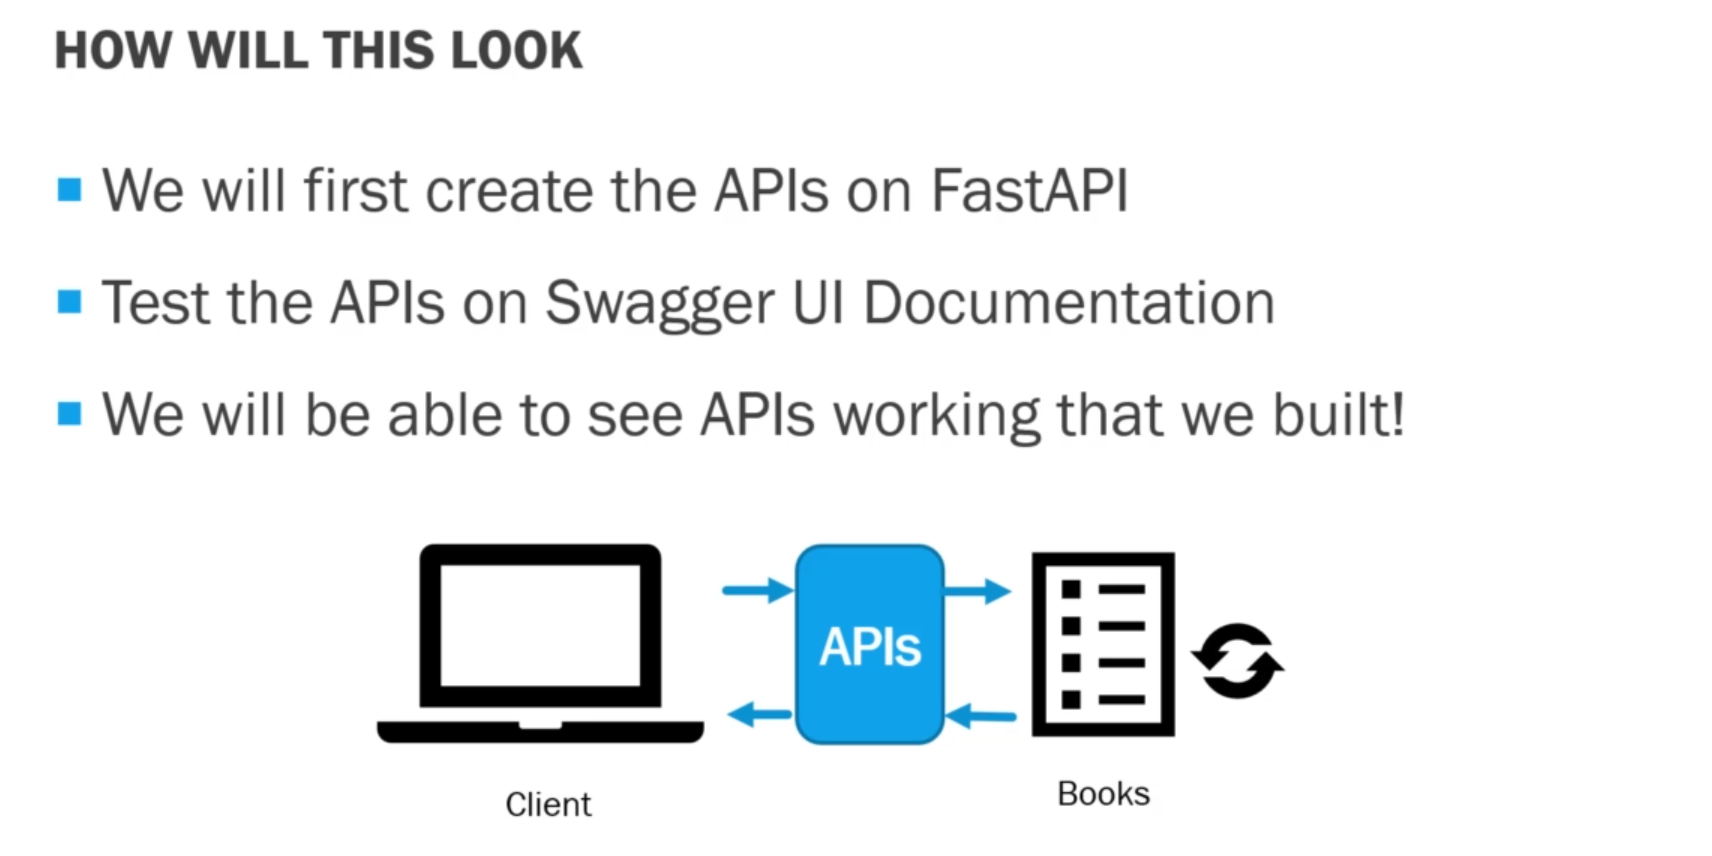 HOW WILL THIS LOOK
We will first create the APIs on FastAPI
Test the APIs on Swagger UI Documentation
We will be able to see APIs working that we built!
APIs
Client
Books